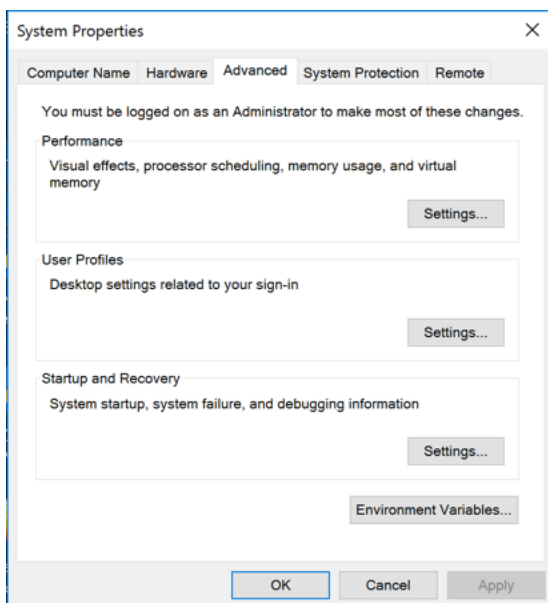 System Properties
Computer Name Hardware Advanced System Protection Remote
You must be logged on as an Administrator to make most of these changes.
Performance
Visual effects, processor scheduling, memory usage, and virtual
memory
Settings...
User Profiles
Desktop settings related to your sign-in
Settings...
Startup and Recovery
System startup, system failure, and debugging information
Settings...
Environment Variables...
OK Cancel Apply